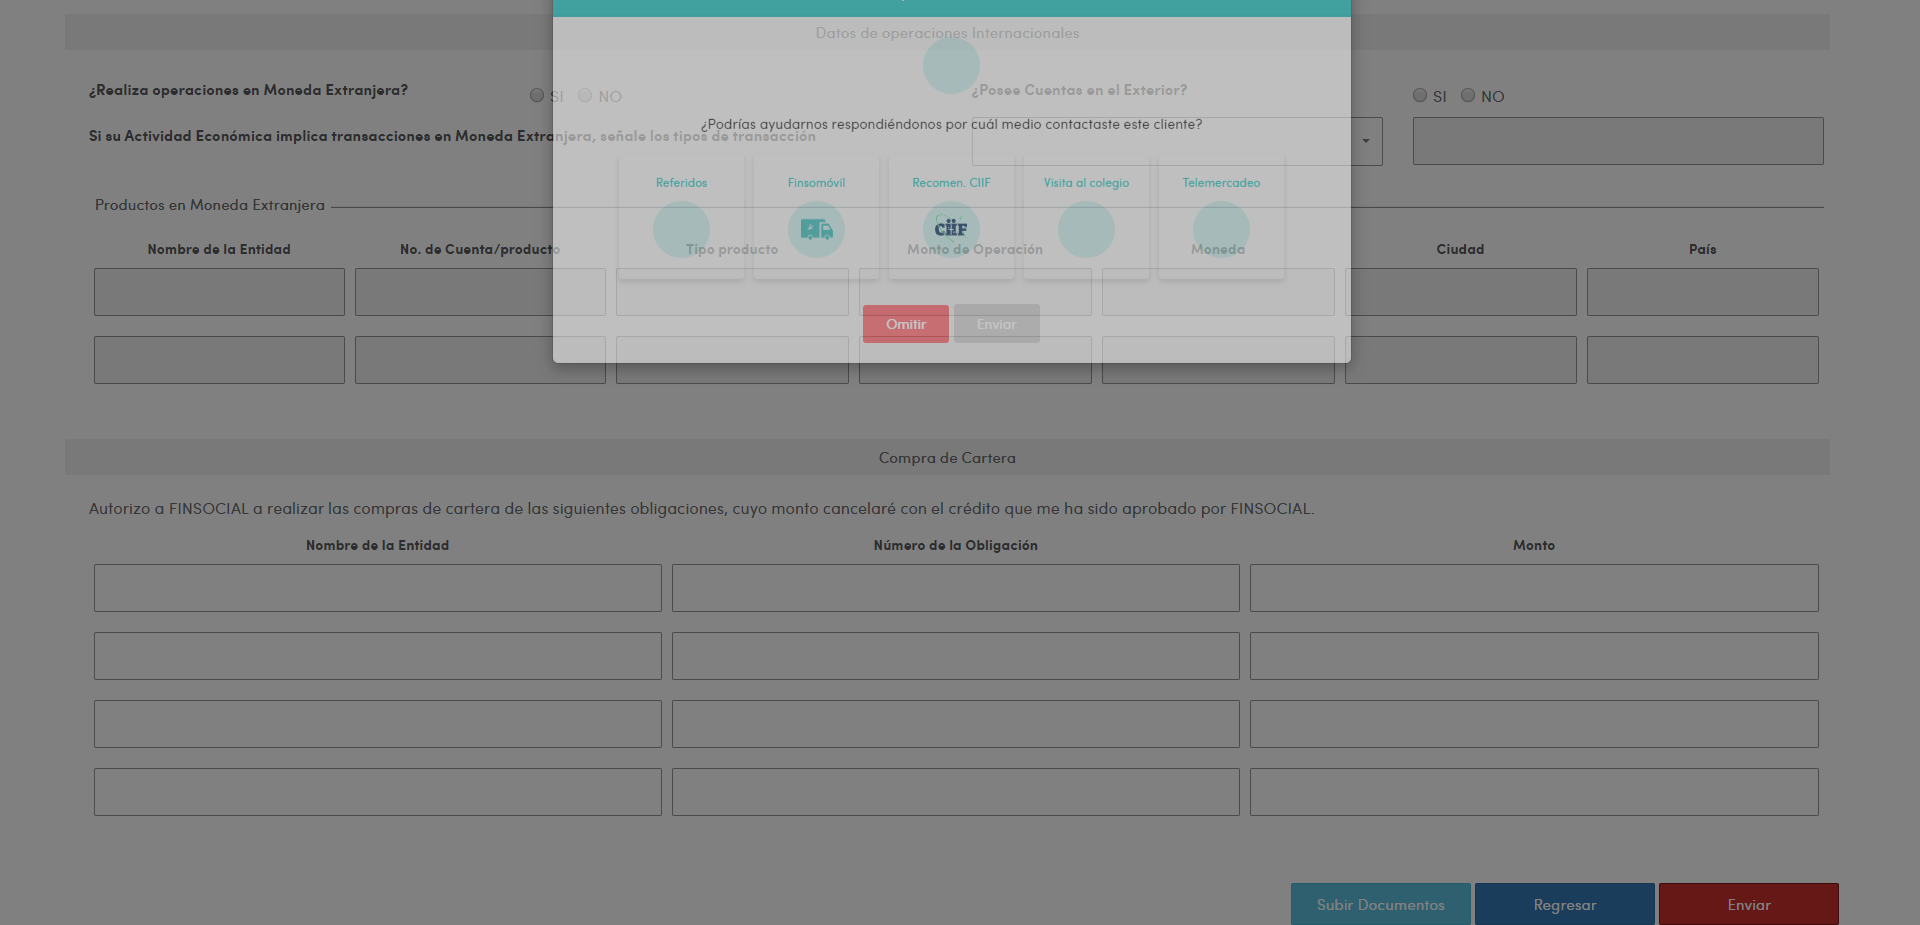 Datos de operaciones Internacionales
¿Realiza operaciones en Moneda Extranjera?
SI
NO
¿Posee Cuentas en el Exterior?
SI
NO
¿Podrías ayudarnos respondiéndonos por cuál medio contactaste este cliente?
Si su Actividad Económica implica transacciones en Moneda Extranjera, señale los tipos de transacción
Referidos
Finsomóvil
Recomen. CIIF
Visita al colegio
Telemercadeo
Productos en Moneda Extranjera
CiiF
Nombre de la Entidad
No. de Cuenta/producto
Tipo producto
Monto de Operación
Moneda
Ciudad
País
Omitir
Enviar
Compra de Cartera
Autorizo a FINSOCIAL a realizar las compras de cartera de las siguientes obligaciones, cuyo monto cancelaré con el crédito que me ha sido aprobado por FINSOCIAL.
Nombre de la Entidad
Número de la Obligación
Monto
Subir Documentos
Regresar
Enviar